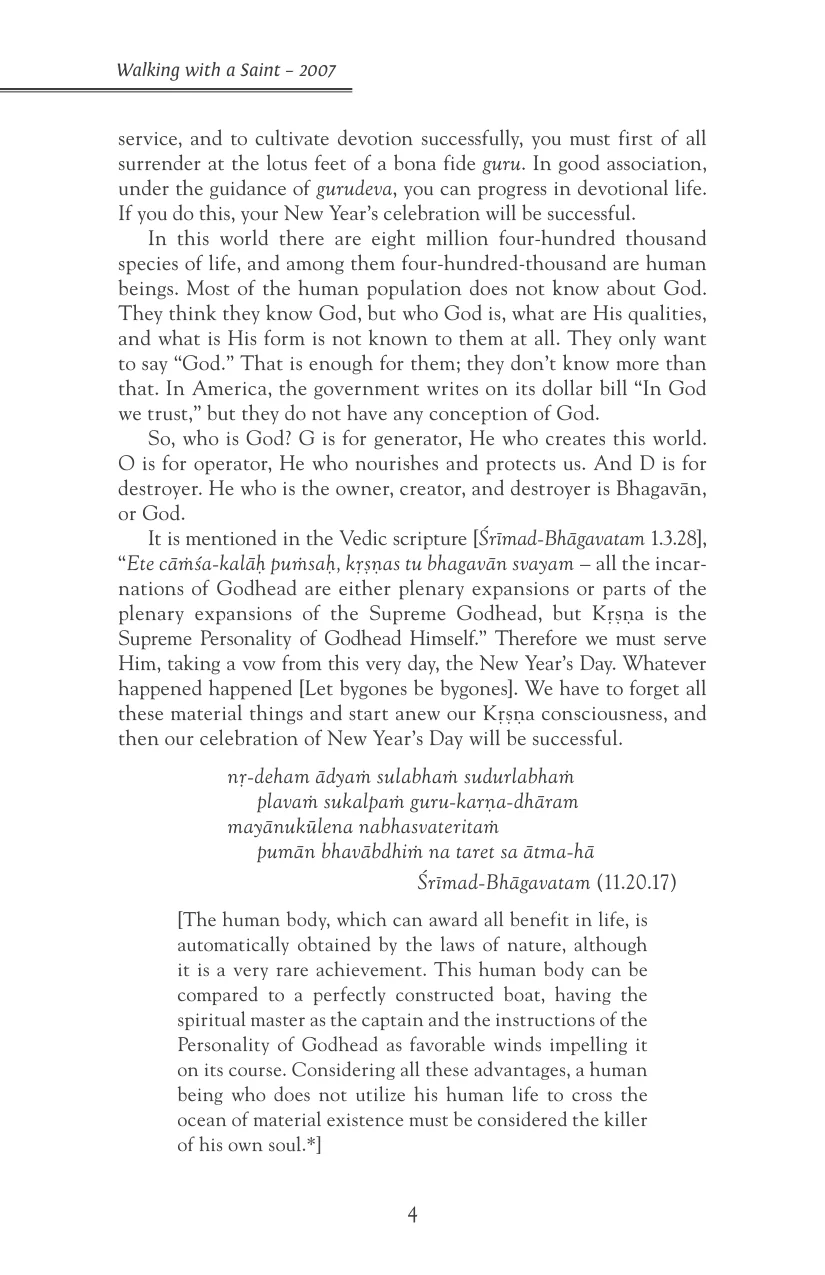 Walking with a Saint – 2007
service, and to cultivate devotion successfully, you must first of all
surrender at the lotus feet of a bona fide guru. In good association,
under the guidance of gurudeva, you can progress in devotional life.
If you do this, your New Year’s celebration will be successful.
In this world there are eight million four-hundred thousand
species of life, and among them four-hundred-thousand are human
beings. Most of the human population does not know about God.
They think they know God, but who God is, what are His qualities,
and what is His form is not known to them at all. They only want
to say “God.” That is enough for them; they don’t know more than
that. In America, the government writes on its dollar bill “In God
we trust,” but they do not have any conception of God.
So, who is God? G is for generator, He who creates this world.
O is for operator, He who nourishes and protects us. And D is for
destroyer. He who is the owner, creator, and destroyer is Bhagavān,
or God.
It is mentioned in the Vedic scripture [Śrīmad-Bhāgavatam 1.3.28],
“Ete cāṁśa-kalāḥ puṁsaḥ, kṛṣṇas tu bhagavān svayam – all the incar-
nations of Godhead are either plenary expansions or parts of the
plenary expansions of the Supreme Godhead, but Kṛṣṇa is the
Supreme Personality of Godhead Himself.” Therefore we must serve
Him, taking a vow from this very day, the New Year’s Day. Whatever
happened happened [Let bygones be bygones]. We have to forget all
these material things and start anew our Kṛṣṇa consciousness, and
then our celebration of New Year’s Day will be successful.
nṛ-deham ādyaṁ sulabhaṁ sudurlabhaṁ
plavaṁ sukalpaṁ guru-karṇa-dhāram
mayānukūlena nabhasvateritaṁ
pumān bhavābdhiṁ na taret sa ātma-hā
Śrīmad-Bhāgavatam (11.20.17)
[The human body, which can award all benefit in life, is
automatically obtained by the laws of nature, although
it is a very rare achievement. This human body can be
compared to a perfectly constructed boat, having the
spiritual master as the captain and the instructions of the
Personality of Godhead as favorable winds impelling it
on its course. Considering all these advantages, a human
being who does not utilize his human life to cross the
ocean of material existence must be considered the killer
of his own soul.*]
4